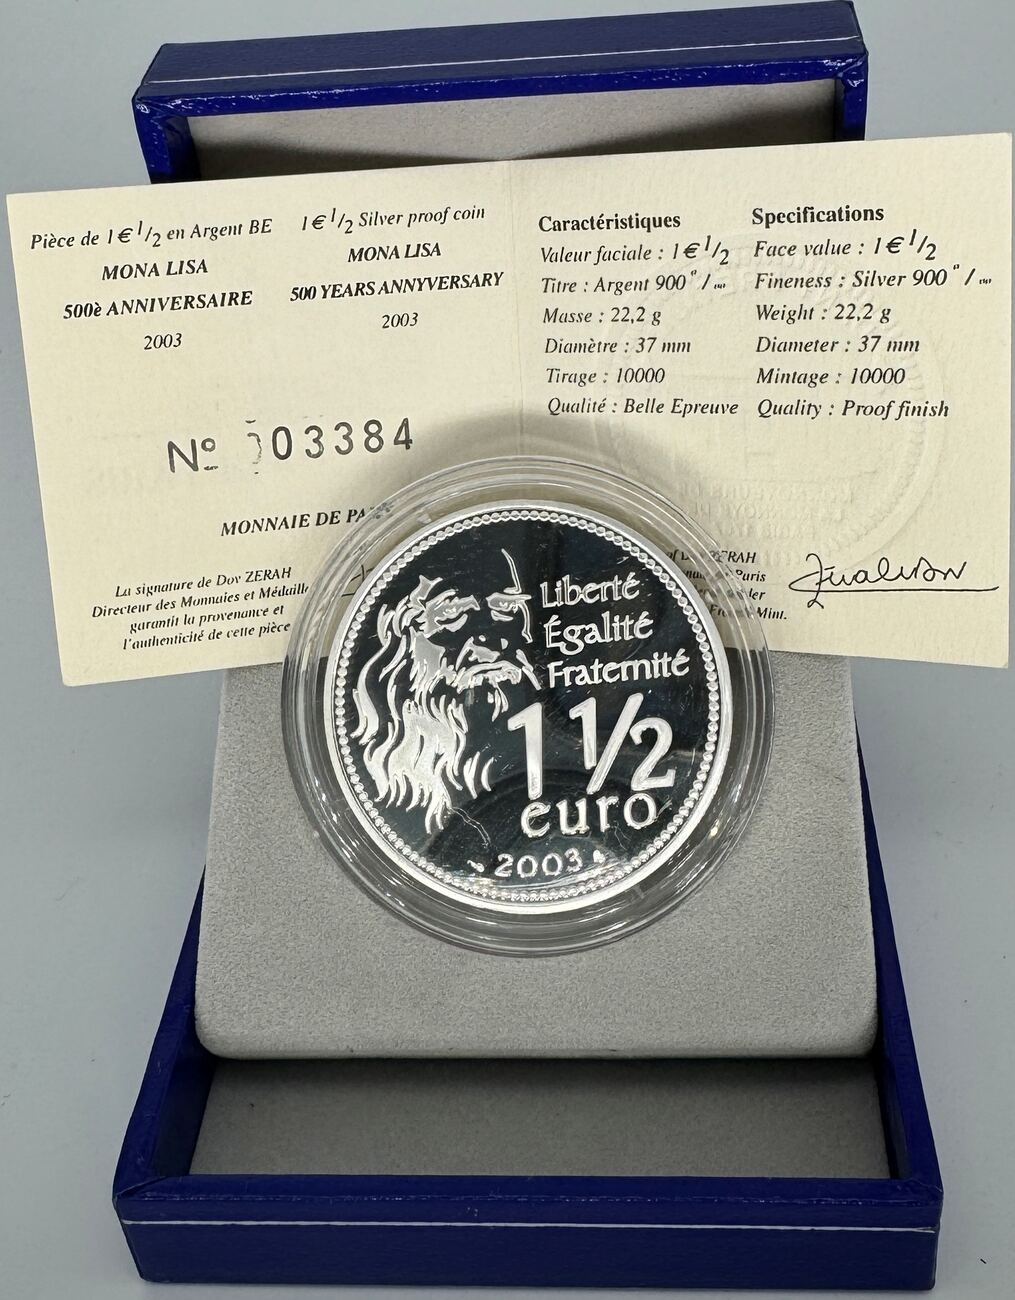 Pièce de 1 € 1/2 en Argent BE
MONA LISA
500è ANNIVERSAIRE
2003
1 € 1/2 Silver proof coin
MONA LISA
500 YEARS ANNYVERSARY
2003
Nº 03384
MONNAIE DE
La signature de Dov ZERAH
Directeur des Monnaies et Médaille
garantit la provenance et
l'authenticité de cette pièce
Caractéristiques
Valeur faciale : 1 € 1/2
Titre : Argent 900
Masse : 22,2 g
Diamètre : 37 mm
Tirage : 10000
Qualité : Belle Epreuve
Specifications
Face value : 1 € 1/2
Fineness : Silver 900
Weight : 22,2 g
Diameter : 37 mm
Mintage : 10000
Quality : Proof finish
ZERAH
Paris
Mint.
Liberté
Égalité
Fraternité
1 1/2
euro
2003